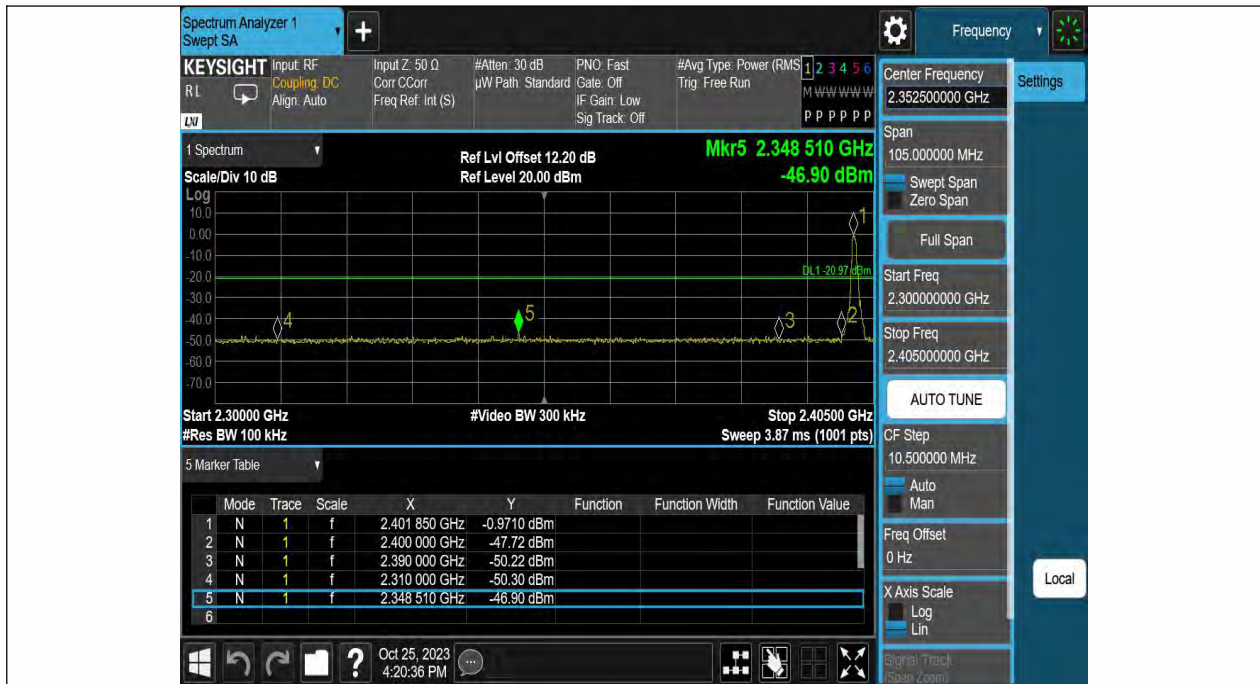 Spectrum Analyzer 1
Swept SA
Frequency
KEYSIGHT
RL
LXI
Input: RF
Coupling: DC
Align: Auto
Input Z: 50 Ω
Corr CCorr
Freq Ref: Int (S)
#Atten: 30 dB
µW Path: Standard
PNO: Fast
Gate: Off
IF Gain: Low
Sig Track: Off
#Avg Type: Power (RMS
Trig: Free Run
1 2 3 4 5 6
M W W W W W
P P P P P P
1 Spectrum
Scale/Div 10 dB
Ref Lvl Offset 12.20 dB
Ref Level 20.00 dBm
Mkr5 2.348 510 GHz
-46.90 dBm
Log
10.0
0.00
-10.0
-20.0
-30.0
-40.0
-50.0
-60.0
-70.0
DL1 -20.97 dBm
1
2
3
4
5
Start 2.30000 GHz
#Video BW 300 kHz
Stop 2.40500 GHz
#Res BW 100 kHz
Sweep 3.87 ms (1001 pts)
5 Marker Table
Mode Trace Scale X Y Function Function Width Function Value
1 N 1 f 2.401 850 GHz -0.9710 dBm
2 N 1 f 2.400 000 GHz -47.72 dBm
3 N 1 f 2.390 000 GHz -50.22 dBm
4 N 1 f 2.310 000 GHz -50.30 dBm
5 N 1 f 2.348 510 GHz -46.90 dBm
6
Oct 25, 2023
4:20:36 PM
Center Frequency
2.352500000 GHz
Settings
Span
105.000000 MHz
Swept Span
Zero Span
Full Span
Start Freq
2.300000000 GHz
Stop Freq
2.405000000 GHz
AUTO TUNE
CF Step
10.500000 MHz
Auto
Man
Freq Offset
0 Hz
Local
X Axis Scale
Log
Lin
Signal Track
(Span Zoom)